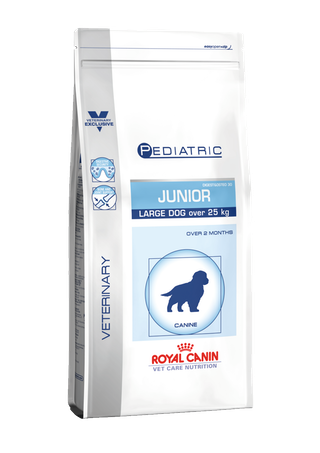 VETERINARY
EXCLUSIVE
PEDIATRIC
JUNIOR
LARGE DOG over 25 kg
OVER 2 MONTHS
CANINE
VETERINARY
ROYAL CANIN
VET CARE NUTRITION